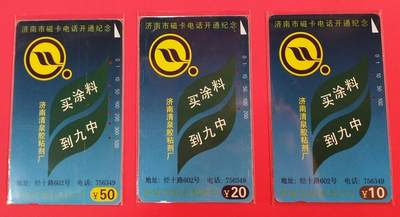 济南市磁卡电话开通纪念
买涂料
到九中
济南清泉胶粘剂厂
地址：经十路602号 电话：756349
¥50
济南市磁卡电话开通纪念
买涂料
到九中
济南清泉胶粘剂厂
地址：经十路602号 电话：756349
¥20
济南市磁卡电话开通纪念
买涂料
到九中
济南清泉胶粘剂厂
地址：经十路602号 电话：756349
¥10